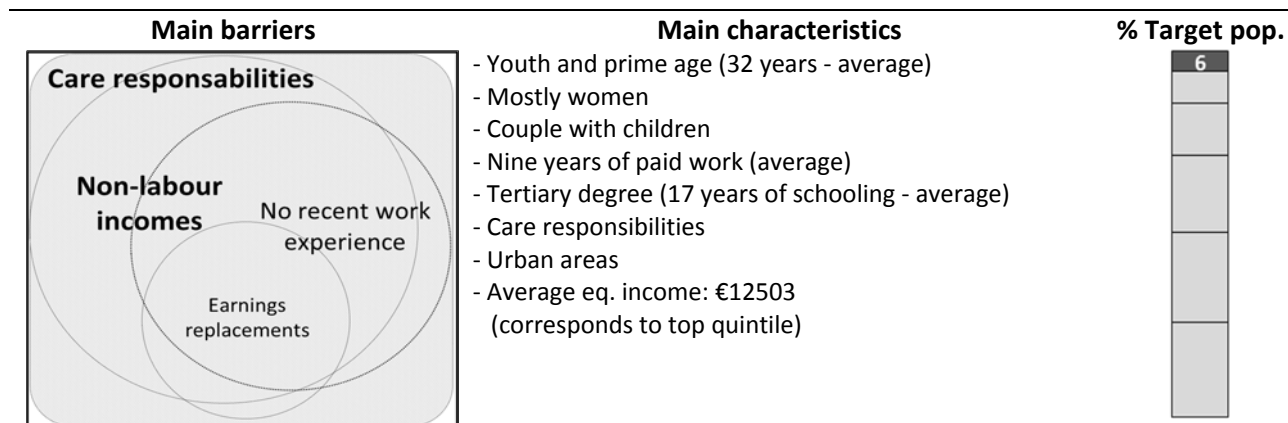 Main barriers
Main characteristics
% Target pop.
Care responsabilities
Non-labour
incomes
No recent work
experience
Earnings
replacements
- Youth and prime age (32 years - average)
- Mostly women
- Couple with children
- Nine years of paid work (average)
- Tertiary degree (17 years of schooling - average)
- Care responsibilities
- Urban areas
- Average eq. income: €12503
(corresponds to top quintile)
6